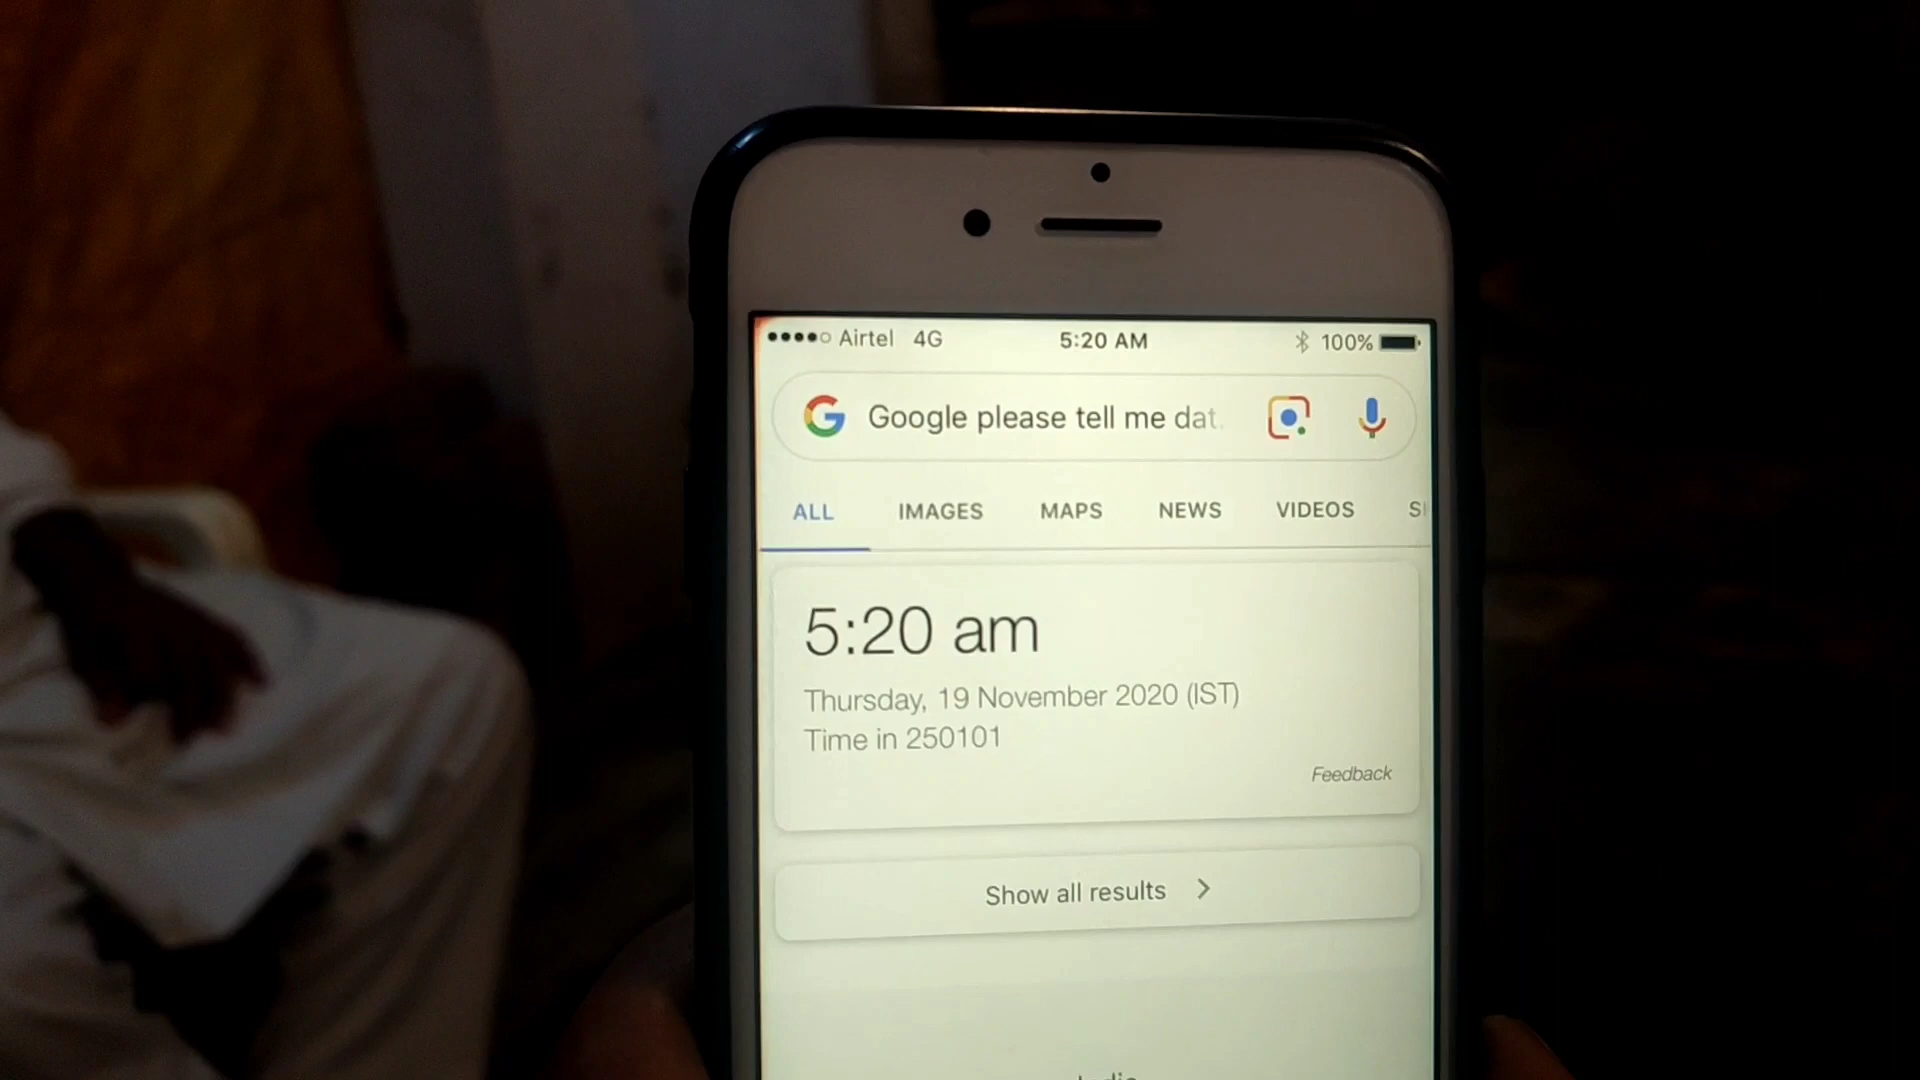 Airtel 4G 5:20 AM 100%
Google please tell me dat
ALL IMAGES MAPS NEWS VIDEOS
5:20 am
Thursday, 19 November 2020 (IST)
Time in 250101
Feedback
Show all results